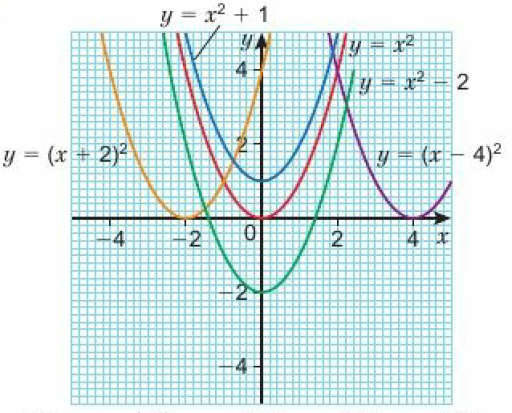 y = x² + 1
y
y = x²
4
y = x² − 2
2
y = (x + 2)²
y = (x − 4)²
−4 −2 0 2 4 x
−2
−4